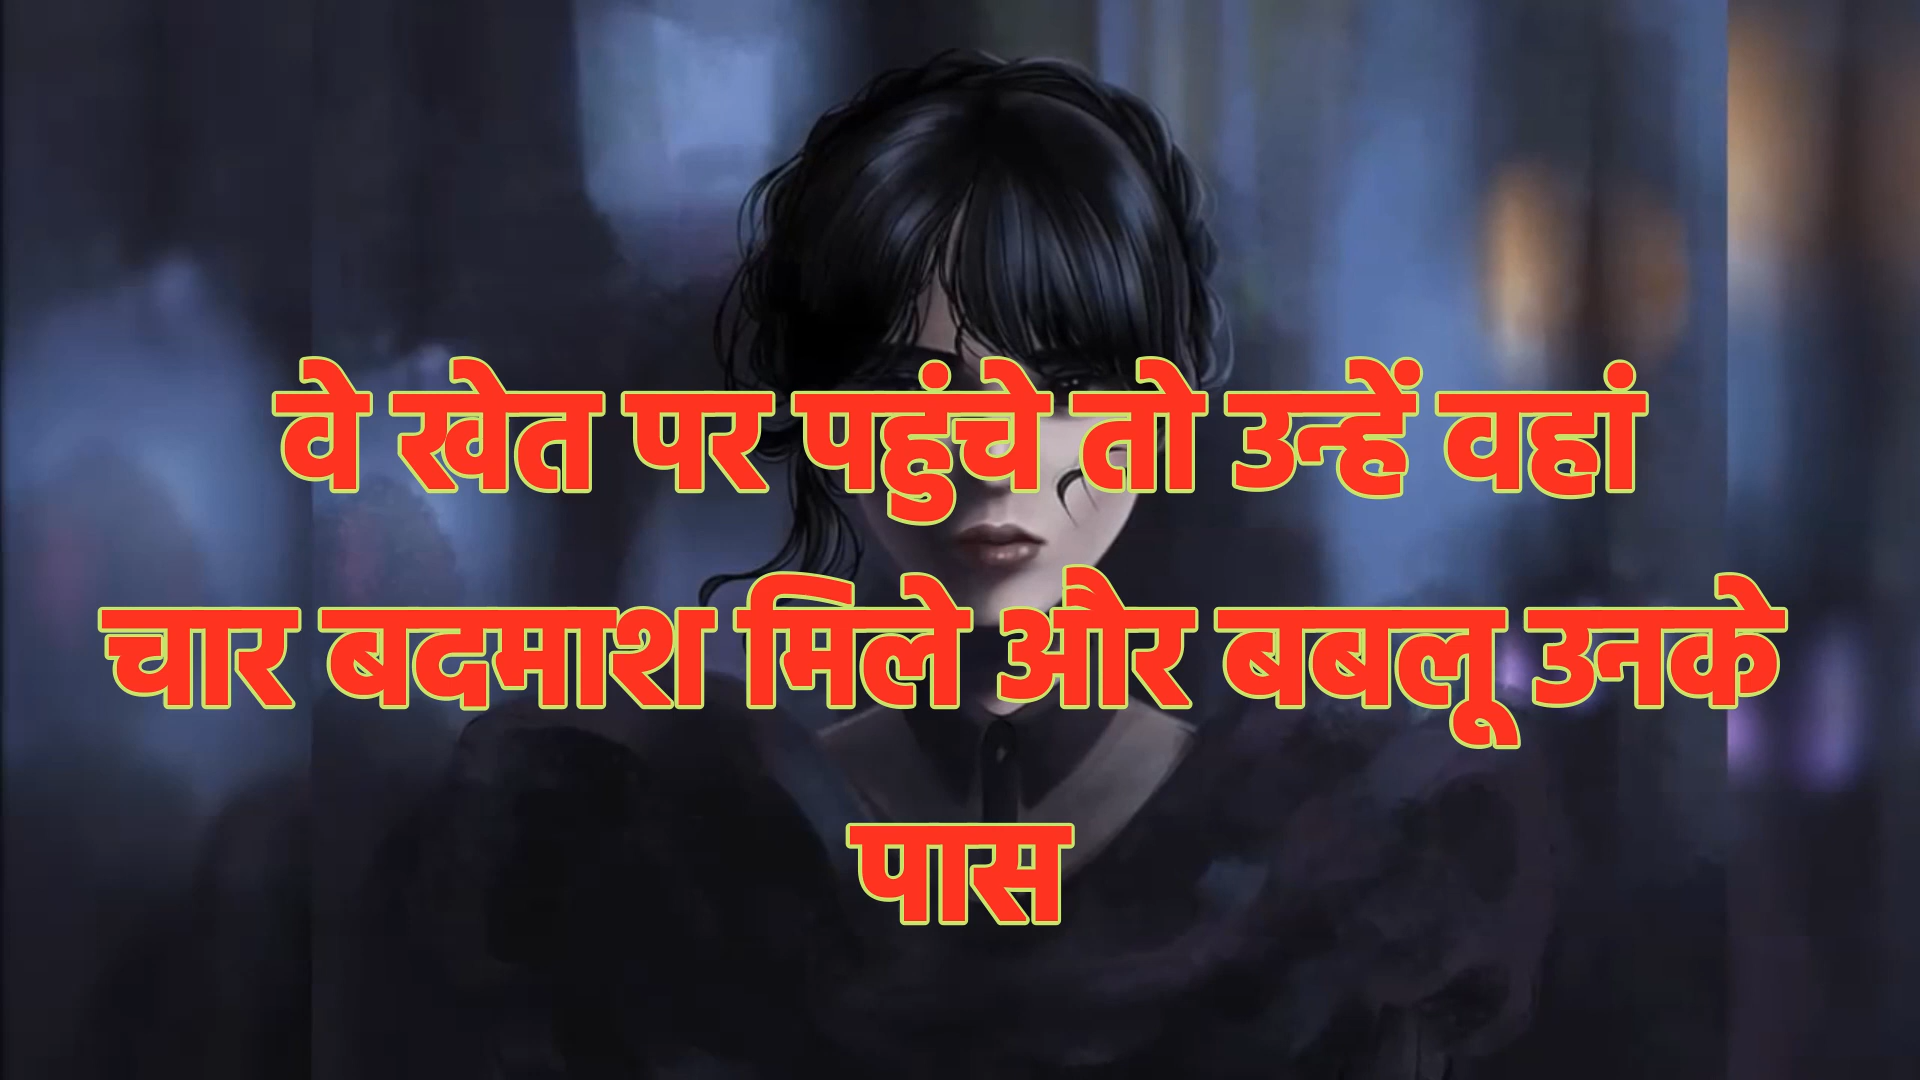 वे खेत पर पहुंचे तो उन्हें वहां
चार बदमाश मिले और बबलू उनके
पास